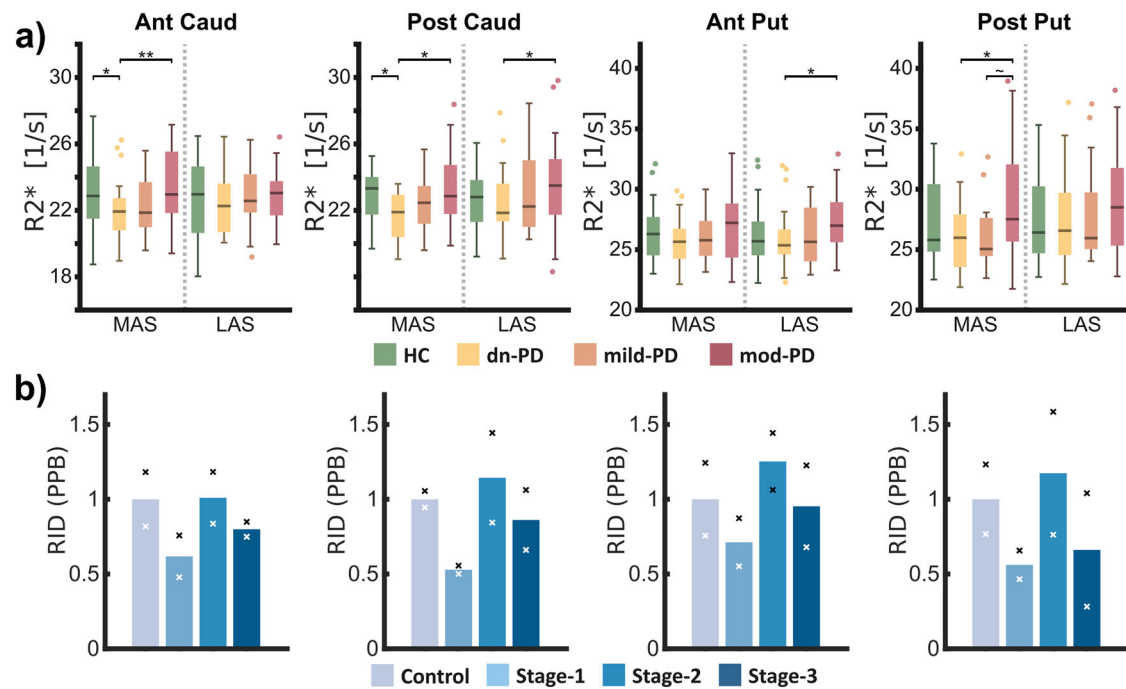 Ant Caud Post Caud Ant Put Post Put
a)
R2* [1/s] R2* [1/s] R2* [1/s] R2* [1/s]
30 30 40 40
26 26 35 35
22 22 30 30
18 18 25 25
20 20
* ** * * * * * ~
MAS LAS MAS LAS MAS LAS MAS LAS
HC dn-PD mild-PD mod-PD
b)
RID (PPB) RID (PPB) RID (PPB) RID (PPB)
1.5 1.5 1.5 1.5
1 1 1 1
0.5 0.5 0.5 0.5
0 0 0 0
Control Stage-1 Stage-2 Stage-3